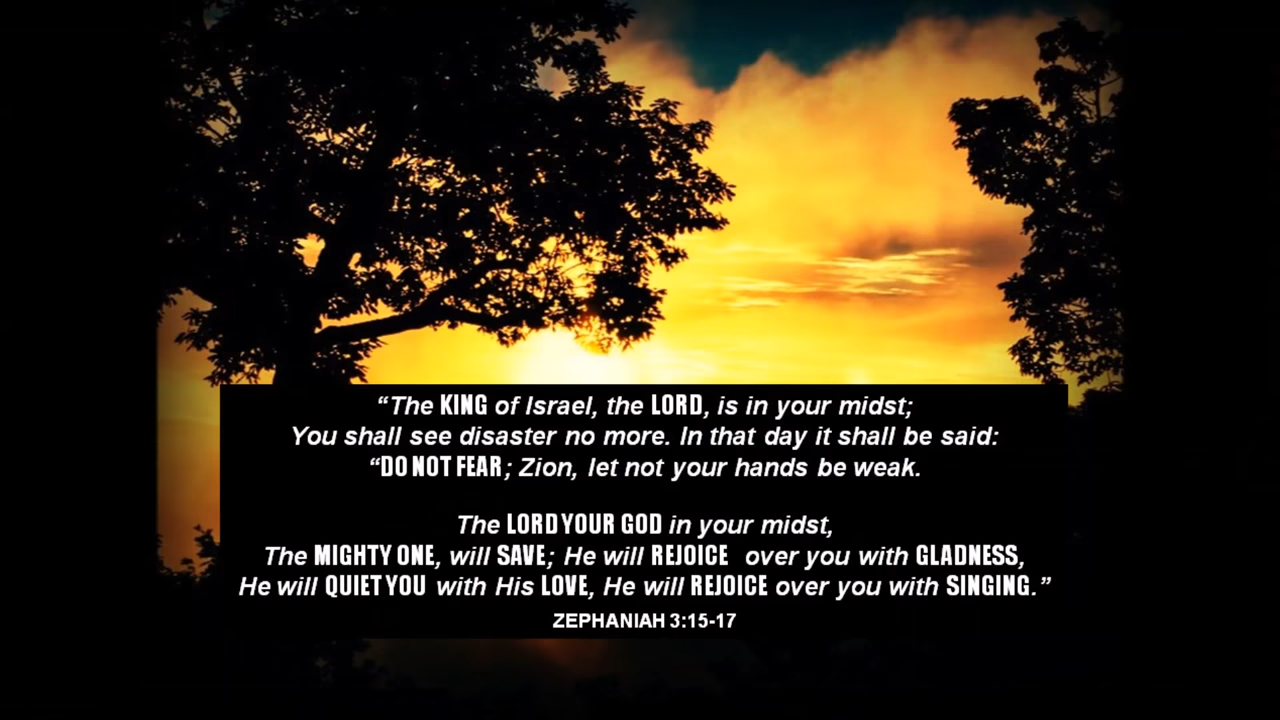 “The KING of Israel, the LORD, is in your midst;
You shall see disaster no more. In that day it shall be said:
“DO NOT FEAR; Zion, let not your hands be weak.
The LORD YOUR GOD in your midst,
The MIGHTY ONE, will SAVE; He will REJOICE over you with GLADNESS,
He will QUIET YOU with His LOVE, He will REJOICE over you with SINGING.”
ZEPHANIAH 3:15-17